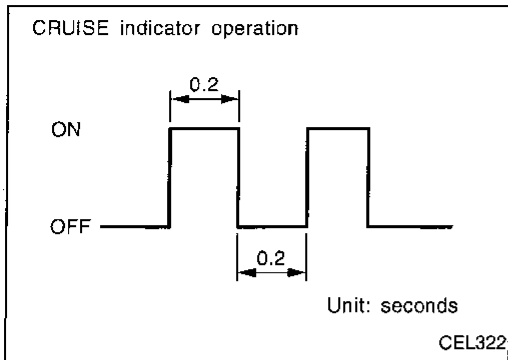 CRUISE indicator operation
0.2
ON
OFF
0.2
Unit: seconds
CEL322